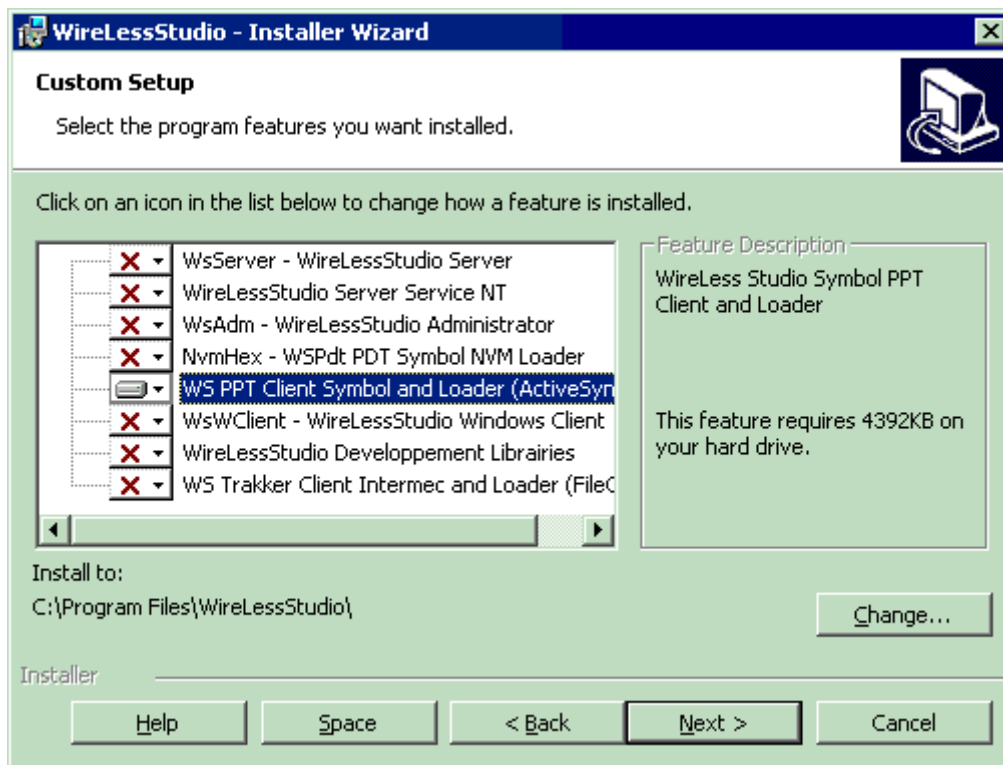 WireLessStudio - Installer Wizard
Custom Setup
Select the program features you want installed.
Click on an icon in the list below to change how a feature is installed.
WsServer - WireLessStudio Server
WireLessStudio Server Service NT
WsAdm - WireLessStudio Administrator
NvmHex - WSPdt PDT Symbol NVM Loader
WS PPT Client Symbol and Loader (ActiveSyn
WsWClient - WireLessStudio Windows Client
WireLessStudio Developpement Librairies
WS Trakker Client Intermec and Loader (FileC
Feature Description
WireLess Studio Symbol PPT
Client and Loader
This feature requires 4392KB on
your hard drive.
Install to:
C:\Program Files\WireLessStudio\
Change...
Installer
Help
Space
< Back
Next >
Cancel